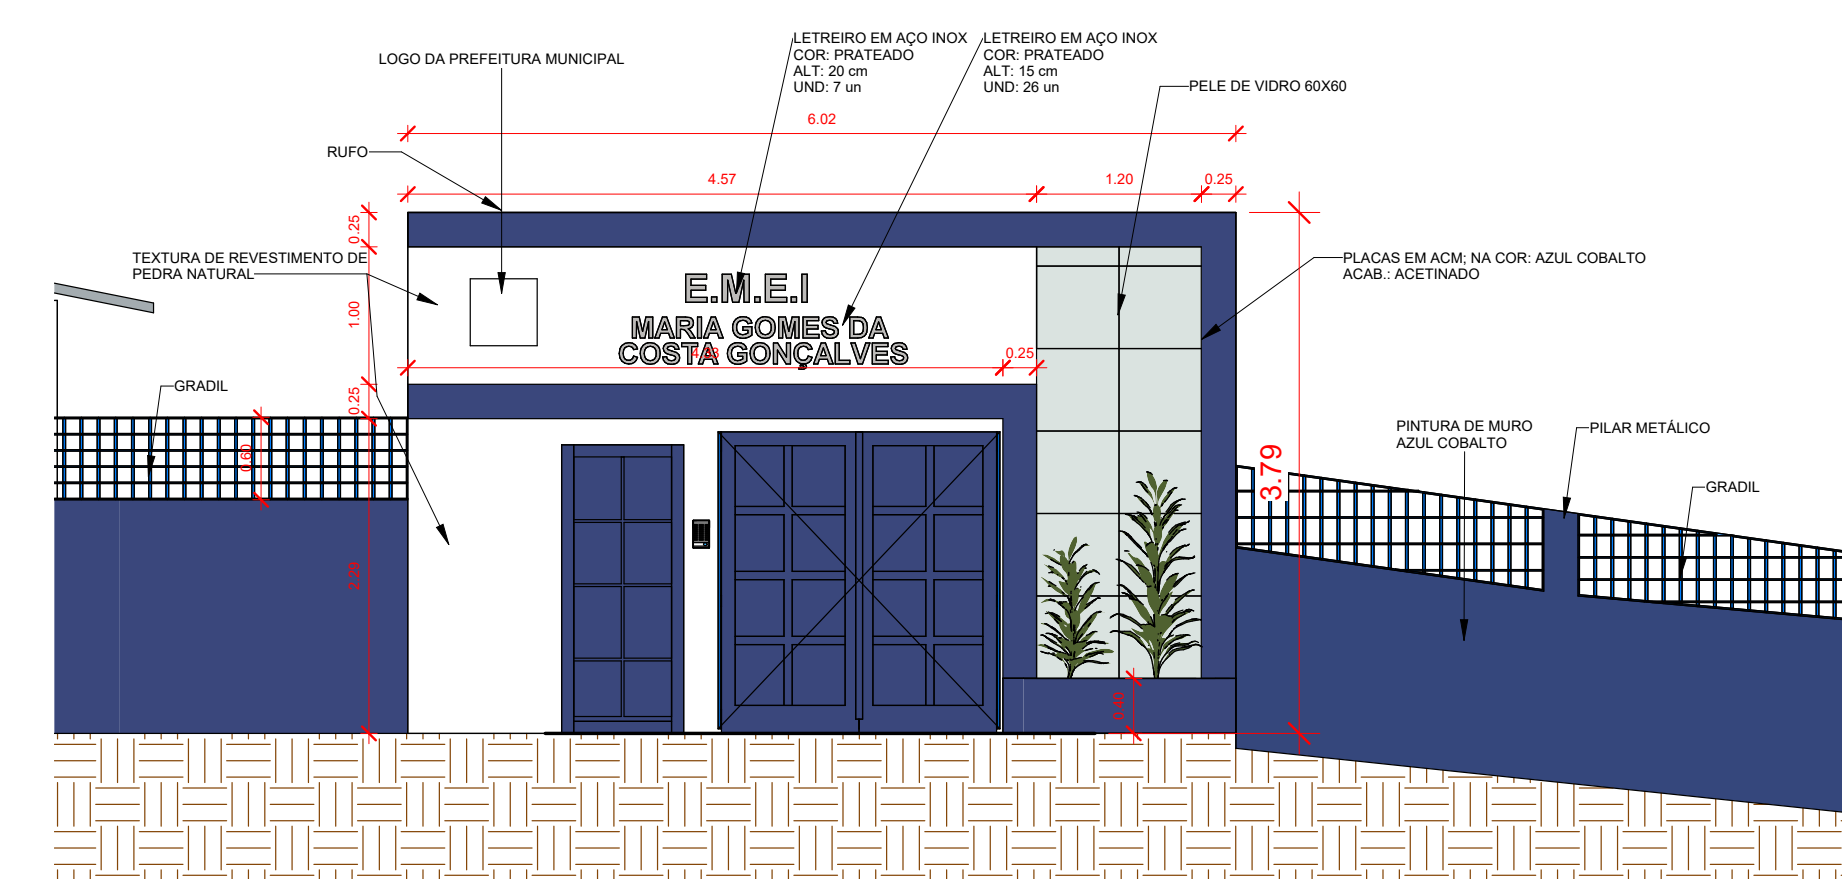 LETREIRO EM AÇO INOX
COR: PRATEADO
ALT: 20 cm
UND: 7 un
LETREIRO EM AÇO INOX
COR: PRATEADO
ALT: 15 cm
UND: 26 un
LOGO DA PREFEITURA MUNICIPAL
PELE DE VIDRO 60X60
6.02
RUFO
4.57
1.20
0.25
0.25
TEXTURA DE REVESTIMENTO DE
PEDRA NATURAL
PLACAS EM ACM; NA COR: AZUL COBALTO
ACAB.: ACETINADO
E.M.E.I
1.00
MARIA GOMES DA
COSTA GONÇALVES
0.25
GRADIL
0.25
PINTURA DE MURO
AZUL COBALTO
PILAR METÁLICO
0.60
3.79
GRADIL
0.40